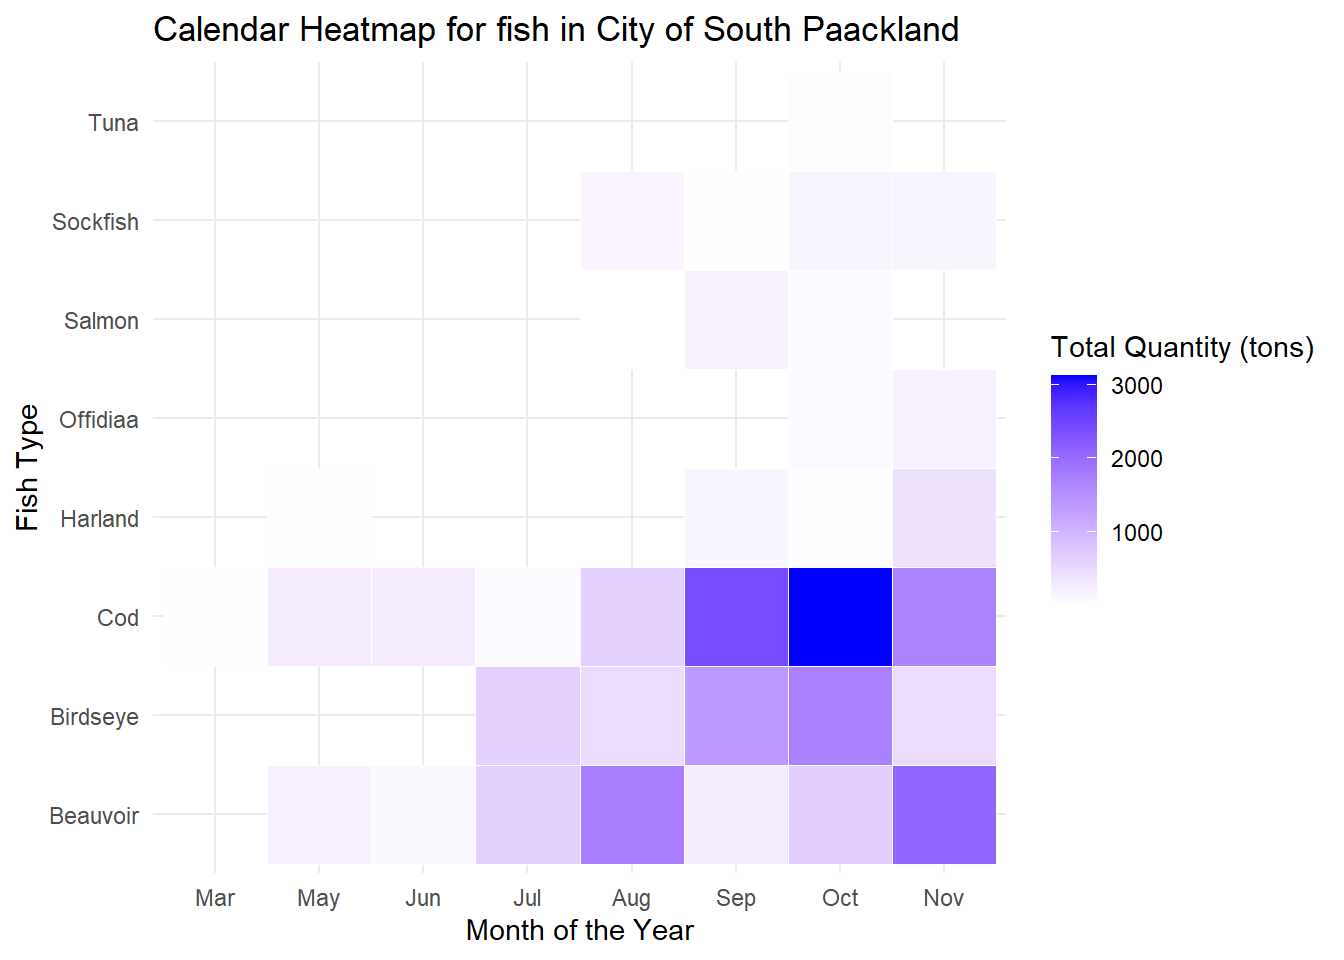 Calendar Heatmap for fish in City of South Paackland
Fish Type
Tuna
Sockfish
Salmon
Offidiaa
Harland
Cod
Birdseye
Beauvoir
Mar May Jun Jul Aug Sep Oct Nov
Month of the Year
Total Quantity (tons)
3000
2000
1000